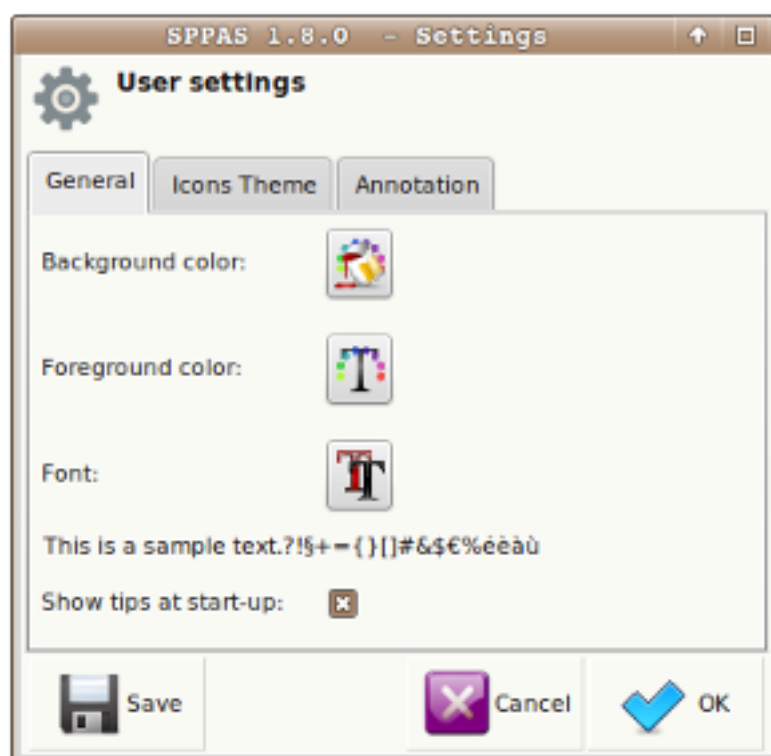 SPPAS 1.8.0 - Settings
User settings
General Icons Theme Annotation
Background color:
Foreground color:
Font:
This is a sample text.?!§+={}[]#&$€%éèàù
Show tips at start-up:
Save Cancel OK